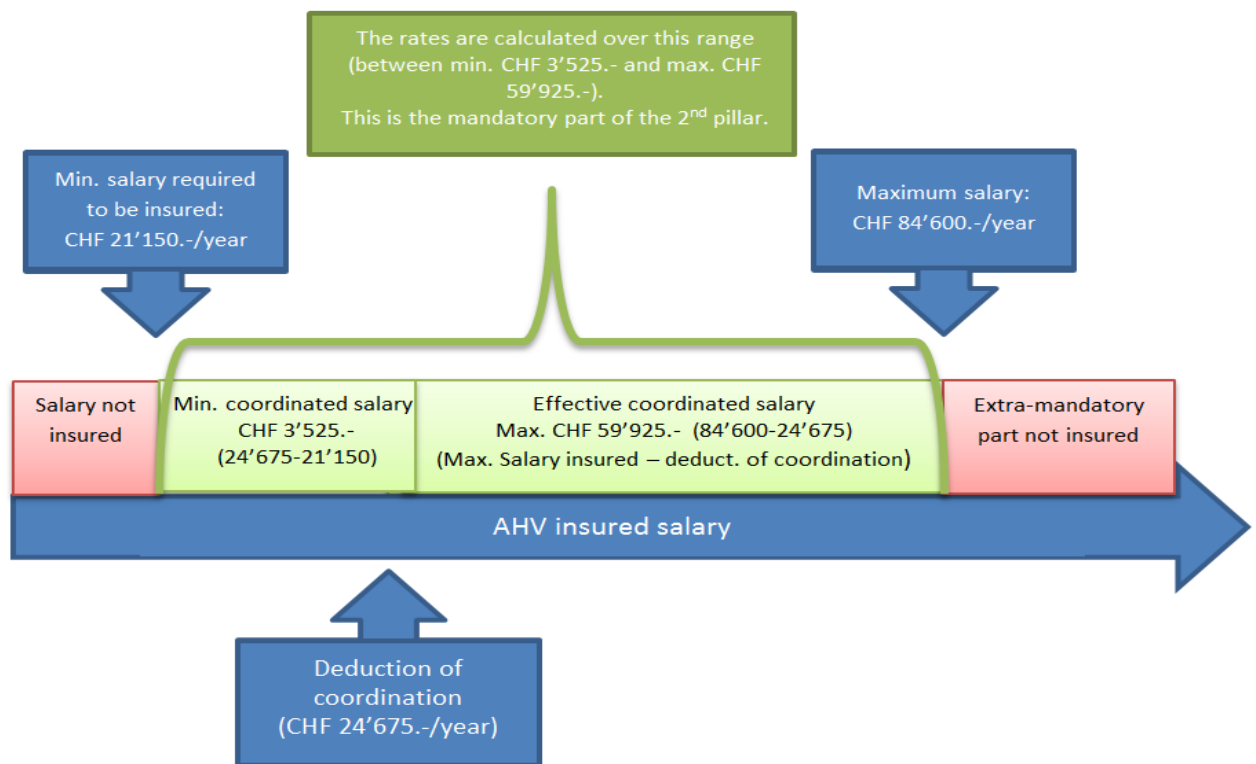 The rates are calculated over this range
(between min. CHF 3’525.- and max. CHF
59’925.-).
This is the mandatory part of the 2nd pillar.
Min. salary required
to be insured:
CHF 21’150.-/year
Maximum salary:
CHF 84’600.-/year
Salary not
insured
Min. coordinated salary
CHF 3’525.-
(24’675-21’150)
Effective coordinated salary
Max. CHF 59’925.- (84’600-24’675)
(Max. Salary insured – deduct. of coordination)
Extra-mandatory
part not insured
AHV insured salary
Deduction of
coordination
(CHF 24’675.-/year)